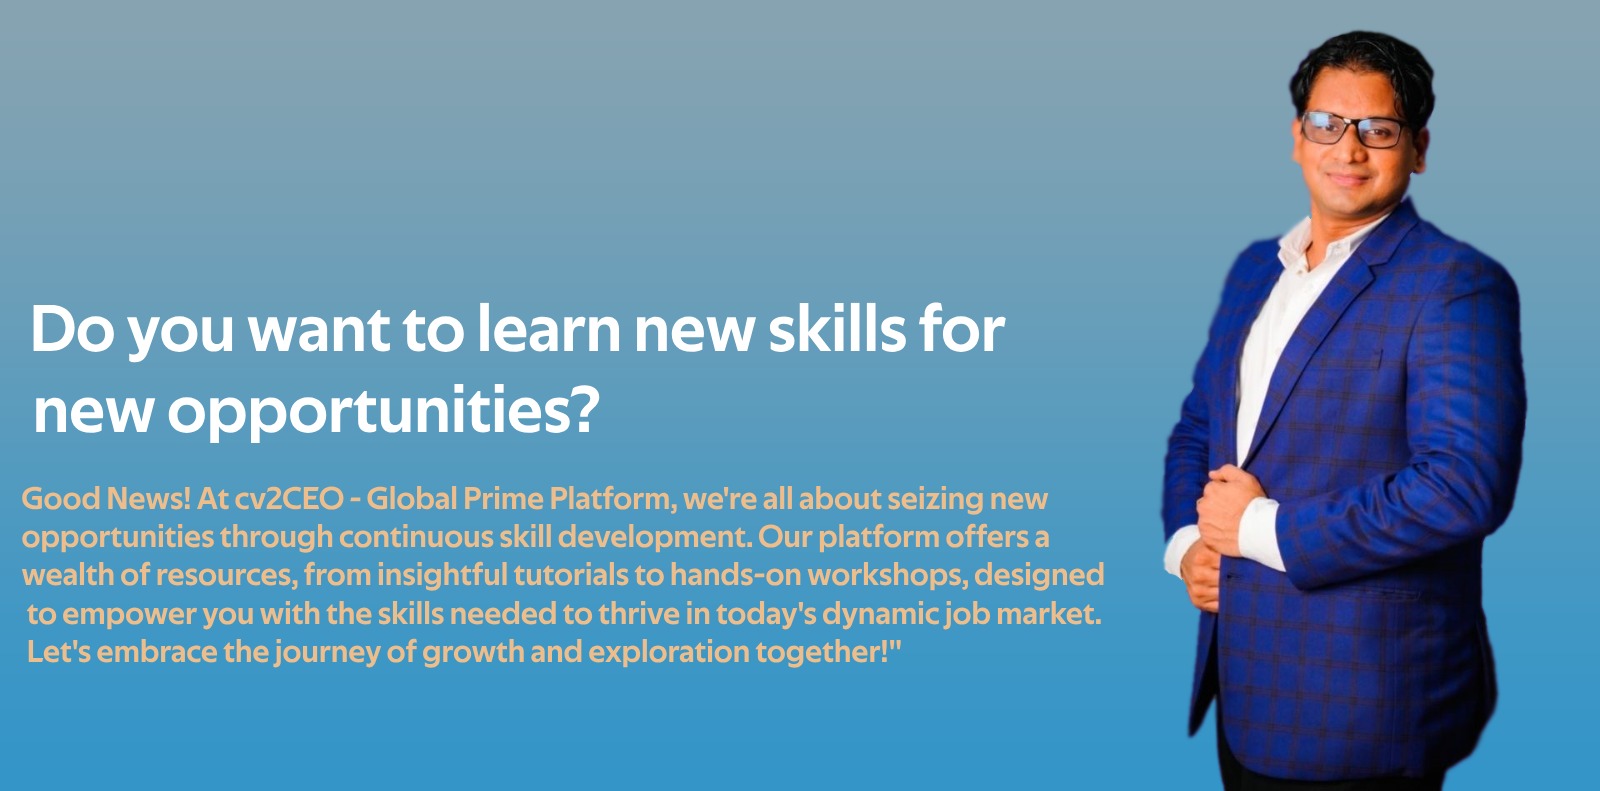 Do you want to learn new skills for
new opportunities?
Good News! At cv2CEO - Global Prime Platform, we're all about seizing new
opportunities through continuous skill development. Our platform offers a
wealth of resources, from insightful tutorials to hands-on workshops, designed
to empower you with the skills needed to thrive in today's dynamic job market.
Let's embrace the journey of growth and exploration together!"